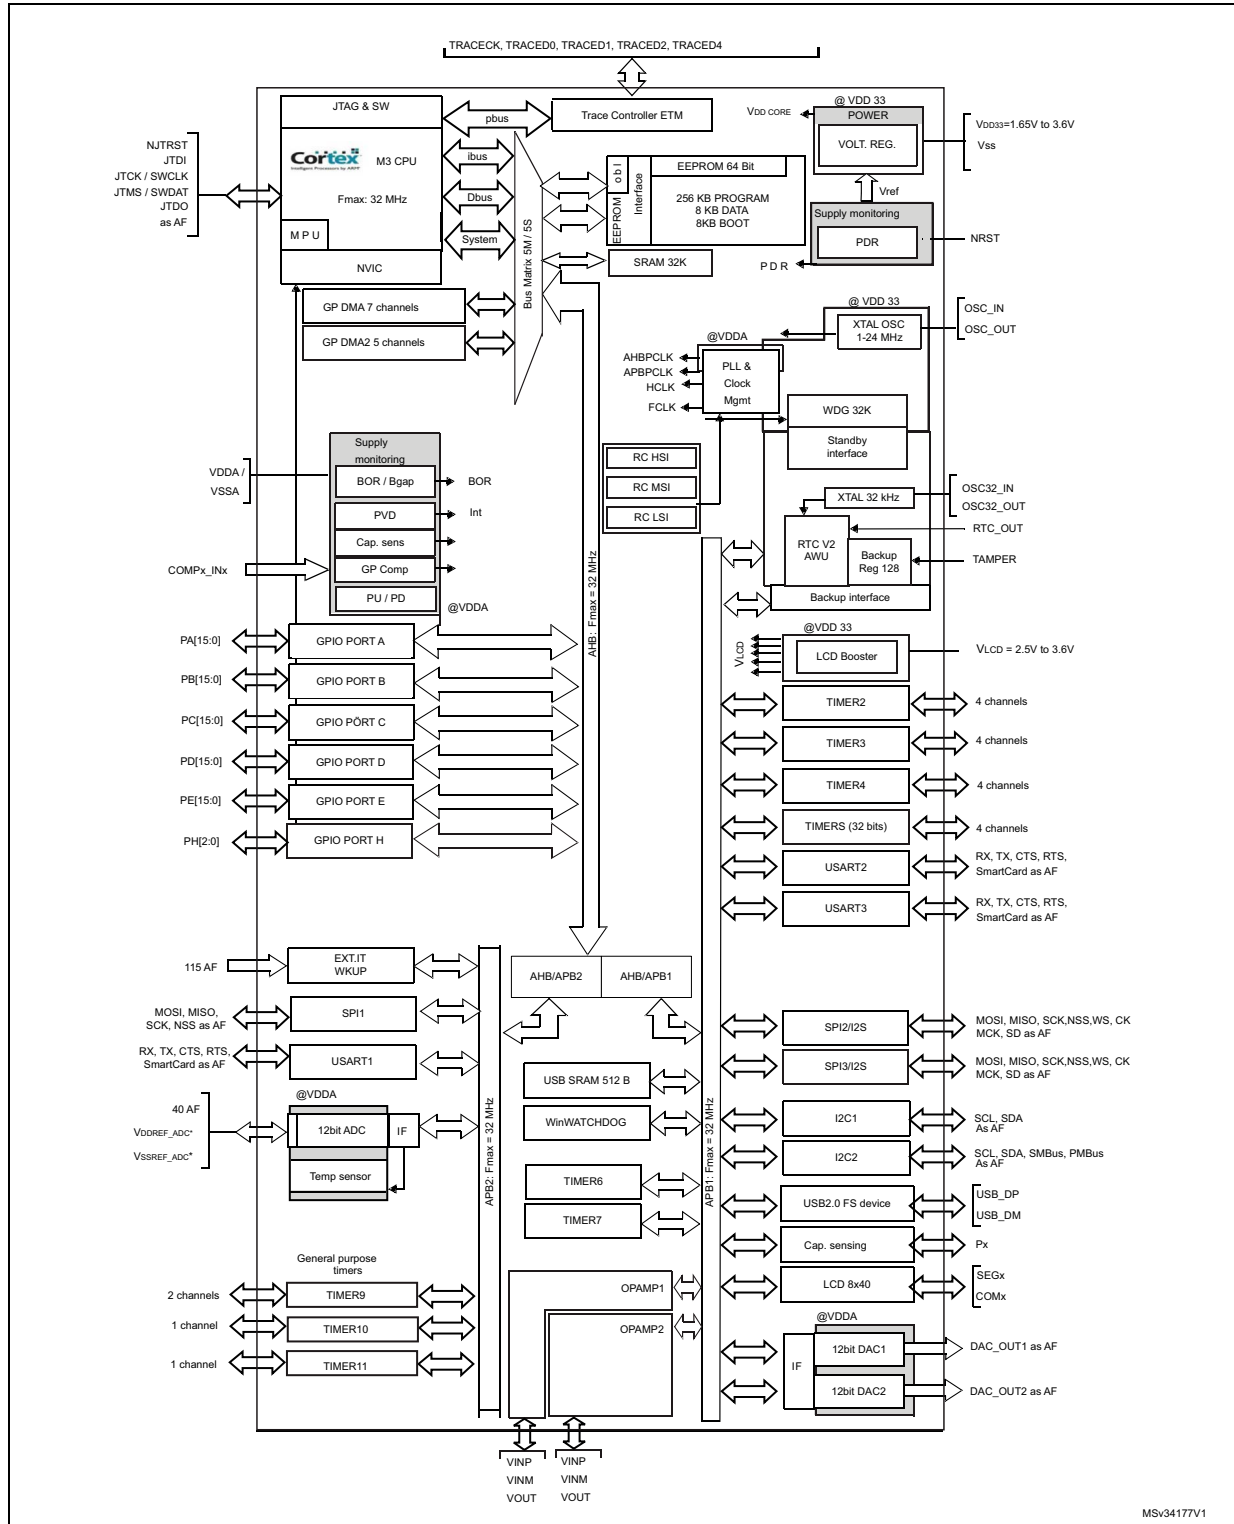 TRACECK, TRACED0, TRACED1, TRACED2, TRACED4
JTAG & SW
pbus
Trace Controller ETM
NJTRST
JTDI
JTCK / SWCLK
JTMS / SWDAT
JTDO
as AF
Cortex
Intelligent Processors by ARM
M3 CPU
Fmax: 32 MHz
M P U
NVIC
ibus
Dbus
System
Bus Matrix 5M / 5S
GP DMA 7 channels
GP DMA2 5 channels
EEPROM
obl
Interface
EEPROM 64 Bit
256 KB PROGRAM
8 KB DATA
8KB BOOT
SRAM 32K
VDD CORE
@ VDD 33
POWER
VOLT. REG.
VDD33=1.65V to 3.6V
Vss
Vref
Supply monitoring
PDR
NRST
P D R
@ VDD 33
XTAL OSC
1-24 MHz
OSC_IN
OSC_OUT
@VDDA
PLL &
Clock
Mgmt
AHBPCLK
APBPCLK
HCLK
FCLK
WDG 32K
Standby
interface
RC HSI
RC MSI
RC LSI
XTAL 32 kHz
OSC32_IN
OSC32_OUT
RTC V2
AWU
Backup
Reg 128
RTC_OUT
TAMPER
Backup interface
Supply
monitoring
VDDA /
VSSA
BOR / Bgap
BOR
PVD
Int
Cap. sens
COMPx_INx
GP Comp
PU / PD
@VDDA
AHB: Fmax = 32 MHz
@VDD 33
VLCD
LCD Booster
VLCD = 2.5V to 3.6V
PA[15:0]
GPIO PORT A
PB[15:0]
GPIO PORT B
PC[15:0]
GPIO PÖRT C
PD[15:0]
GPIO PORT D
PE[15:0]
GPIO PORT E
PH[2:0]
GPIO PORT H
TIMER2
4 channels
TIMER3
4 channels
TIMER4
4 channels
TIMERS (32 bits)
4 channels
USART2
RX, TX, CTS, RTS,
SmartCard as AF
USART3
RX, TX, CTS, RTS,
SmartCard as AF
115 AF
EXT.IT
WKUP
AHB/APB2
AHB/APB1
MOSI, MISO,
SCK, NSS as AF
SPI1
RX, TX, CTS, RTS,
SmartCard as AF
USART1
@VDDA
40 AF
VDDREF_ADC*
VSSREF_ADC*
12bit ADC
IF
Temp sensor
APB2: Fmax = 32 MHz
USB SRAM 512 B
WinWATCHDOG
TIMER6
TIMER7
APB1: Fmax = 32 MHz
SPI2/I2S
MOSI, MISO, SCK,NSS,WS, CK
MCK, SD as AF
SPI3/I2S
MOSI, MISO, SCK,NSS,WS, CK
MCK, SD as AF
I2C1
SCL, SDA
As AF
I2C2
SCL, SDA, SMBus, PMBus
As AF
USB2.0 FS device
USB_DP
USB_DM
Cap. sensing
Px
LCD 8x40
SEGx
COMx
General purpose
timers
2 channels
TIMER9
1 channel
TIMER10
1 channel
TIMER11
OPAMP1
OPAMP2
@VDDA
IF
12bit DAC1
DAC_OUT1 as AF
12bit DAC2
DAC_OUT2 as AF
VINP
VINM
VOUT
VINP
VINM
VOUT
MSv34177V1